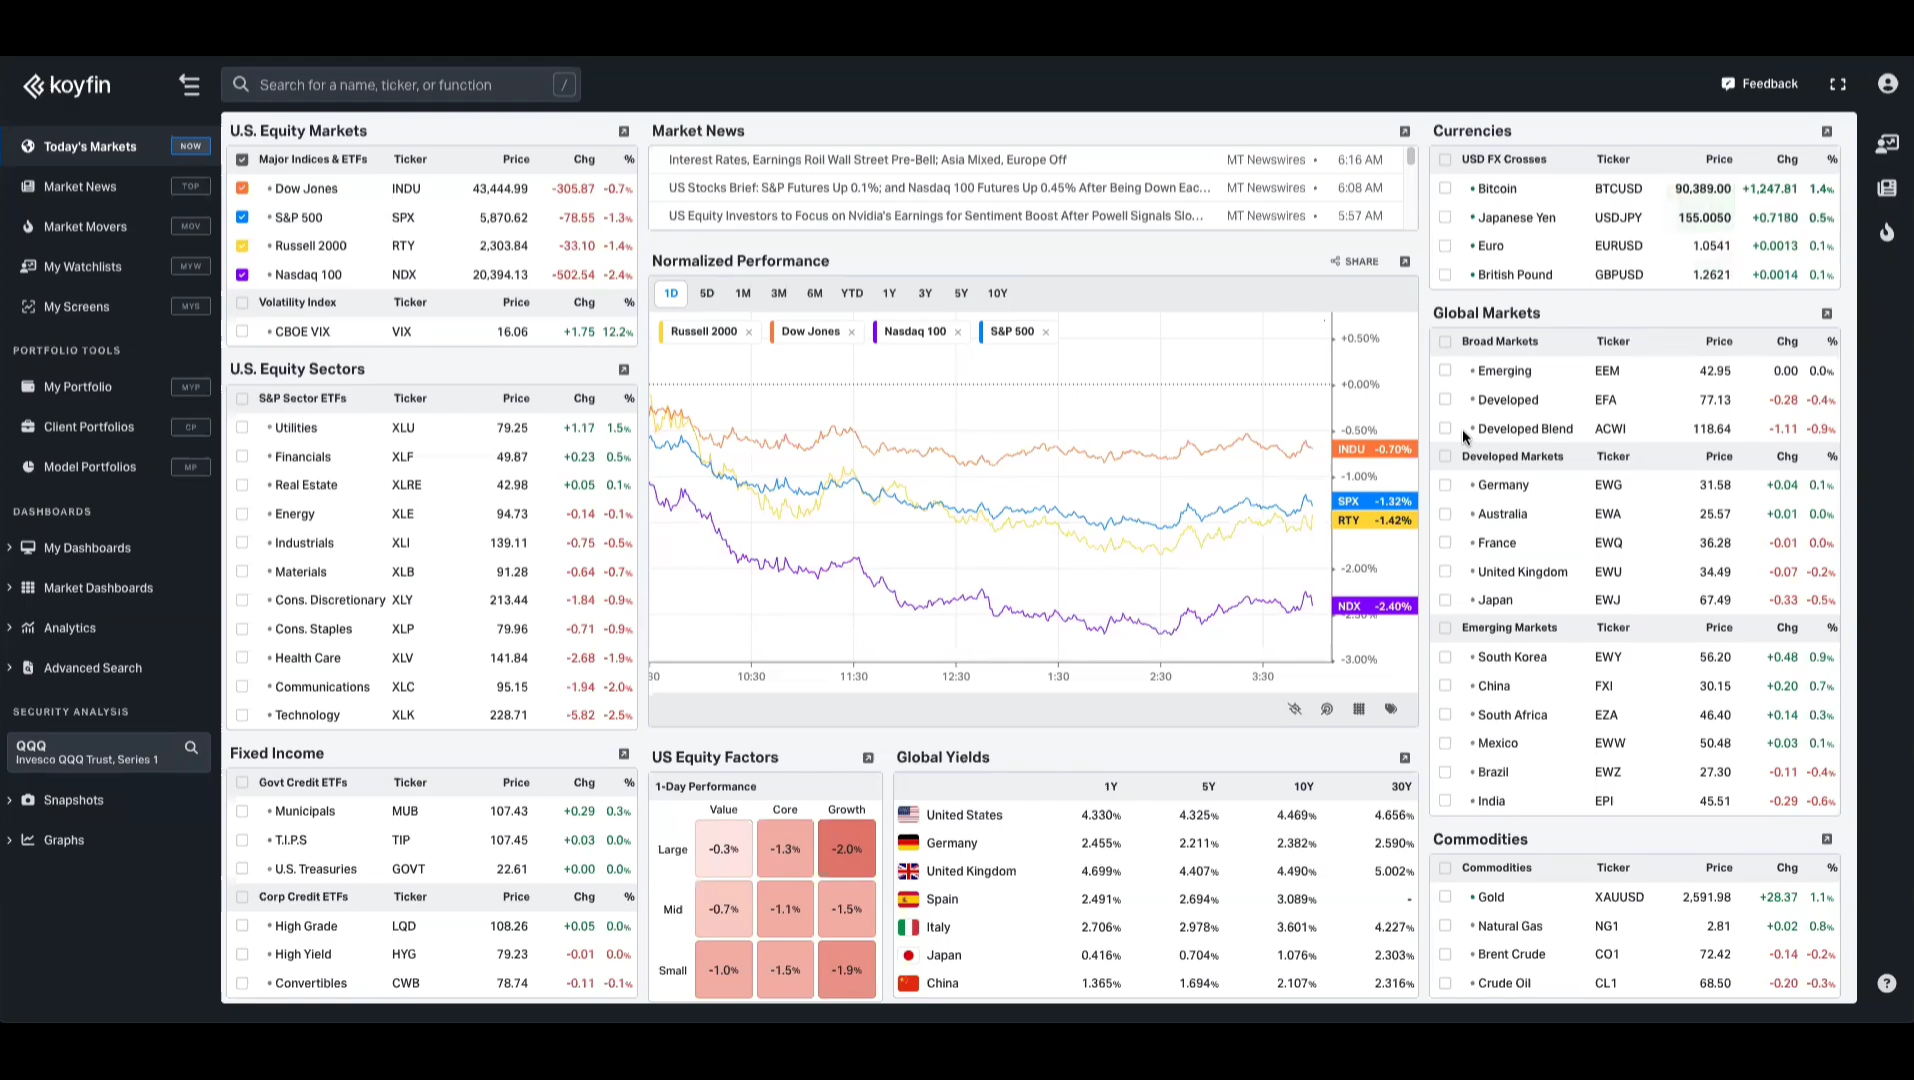 koyfin
Search for a name, ticker, or function /
Feedback
Today's Markets NOW
Market News TOP
Market Movers MOV
My Watchlists MYW
My Screens MYS
PORTFOLIO TOOLS
My Portfolio MYP
Client Portfolios CP
Model Portfolios MP
DASHBOARDS
My Dashboards
Market Dashboards
Analytics
Advanced Search
SECURITY ANALYSIS
QQQ
Invesco QQQ Trust, Series 1
Snapshots
Graphs
U.S. Equity Markets
Major Indices & ETFs Ticker Price Chg %
Dow Jones INDU 43,444.99 -305.87 -0.7%
S&P 500 SPX 5,870.62 -78.55 -1.3%
Russell 2000 RTY 2,303.84 -33.10 -1.4%
Nasdaq 100 NDX 20,394.13 -502.54 -2.4%
Volatility Index Ticker Price Chg %
CBOE VIX VIX 16.06 +1.75 12.2%
U.S. Equity Sectors
S&P Sector ETFs Ticker Price Chg %
Utilities XLU 79.25 +1.17 1.5%
Financials XLF 49.87 +0.23 0.5%
Real Estate XLRE 42.98 +0.05 0.1%
Energy XLE 94.73 -0.14 -0.1%
Industrials XLI 139.11 -0.75 -0.5%
Materials XLB 91.28 -0.64 -0.7%
Cons. Discretionary XLY 213.44 -1.84 -0.9%
Cons. Staples XLP 79.96 -0.71 -0.9%
Health Care XLV 141.84 -2.68 -1.9%
Communications XLC 95.15 -1.94 -2.0%
Technology XLK 228.71 -5.82 -2.5%
Fixed Income
Govt Credit ETFs Ticker Price Chg %
Municipals MUB 107.43 +0.29 0.3%
T.I.P.S TIP 107.45 +0.03 0.0%
U.S. Treasuries GOVT 22.61 +0.00 0.0%
Corp Credit ETFs Ticker Price Chg %
High Grade LQD 108.26 +0.05 0.0%
High Yield HYG 79.23 -0.01 0.0%
Convertibles CWB 78.74 -0.11 -0.1%
Market News
Interest Rates, Earnings Roil Wall Street Pre-Bell; Asia Mixed, Europe Off MT Newswires • 6:16 AM
US Stocks Brief: S&P Futures Up 0.1%; and Nasdaq 100 Futures Up 0.45% After Being Down Eac... MT Newswires • 6:08 AM
US Equity Investors to Focus on Nvidia's Earnings for Sentiment Boost After Powell Signals Slo... MT Newswires • 5:57 AM
Normalized Performance SHARE
1D 5D 1M 3M 6M YTD 1Y 3Y 5Y 10Y
Russell 2000 × Dow Jones × Nasdaq 100 × S&P 500 ×
+0.50%
+0.00%
-0.50%
INDU -0.70%
-1.00%
SPX -1.32%
RTY -1.42%
-2.00%
NDX -2.40%
-3.00%
30 10:30 11:30 12:30 1:30 2:30 3:30
US Equity Factors
1-Day Performance
Value Core Growth
Large -0.3% -1.3% -2.0%
Mid -0.7% -1.1% -1.5%
Small -1.0% -1.5% -1.9%
Global Yields
1Y 5Y 10Y 30Y
United States 4.330% 4.325% 4.469% 4.656%
Germany 2.455% 2.211% 2.382% 2.590%
United Kingdom 4.699% 4.407% 4.490% 5.002%
Spain 2.491% 2.694% 3.089% -
Italy 2.706% 2.978% 3.601% 4.227%
Japan 0.416% 0.704% 1.076% 2.303%
China 1.365% 1.694% 2.107% 2.316%
Currencies
USD FX Crosses Ticker Price Chg %
Bitcoin BTCUSD 90,389.00 +1,247.81 1.4%
Japanese Yen USDJPY 155.0050 +0.7180 0.5%
Euro EURUSD 1.0541 +0.0013 0.1%
British Pound GBPUSD 1.2621 +0.0014 0.1%
Global Markets
Broad Markets Ticker Price Chg %
Emerging EEM 42.95 0.00 0.0%
Developed EFA 77.13 -0.28 -0.4%
Developed Blend ACWI 118.64 -1.11 -0.9%
Developed Markets Ticker Price Chg %
Germany EWG 31.58 +0.04 0.1%
Australia EWA 25.57 +0.01 0.0%
France EWQ 36.28 -0.01 0.0%
United Kingdom EWU 34.49 -0.07 -0.2%
Japan EWJ 67.49 -0.33 -0.5%
Emerging Markets Ticker Price Chg %
South Korea EWY 56.20 +0.48 0.9%
China FXI 30.15 +0.20 0.7%
South Africa EZA 46.40 +0.14 0.3%
Mexico EWW 50.48 +0.03 0.1%
Brazil EWZ 27.30 -0.11 -0.4%
India EPI 45.51 -0.29 -0.6%
Commodities
Commodities Ticker Price Chg %
Gold XAUUSD 2,591.98 +28.37 1.1%
Natural Gas NG1 2.81 +0.02 0.8%
Brent Crude CO1 72.42 -0.14 -0.2%
Crude Oil CL1 68.50 -0.20 -0.3%